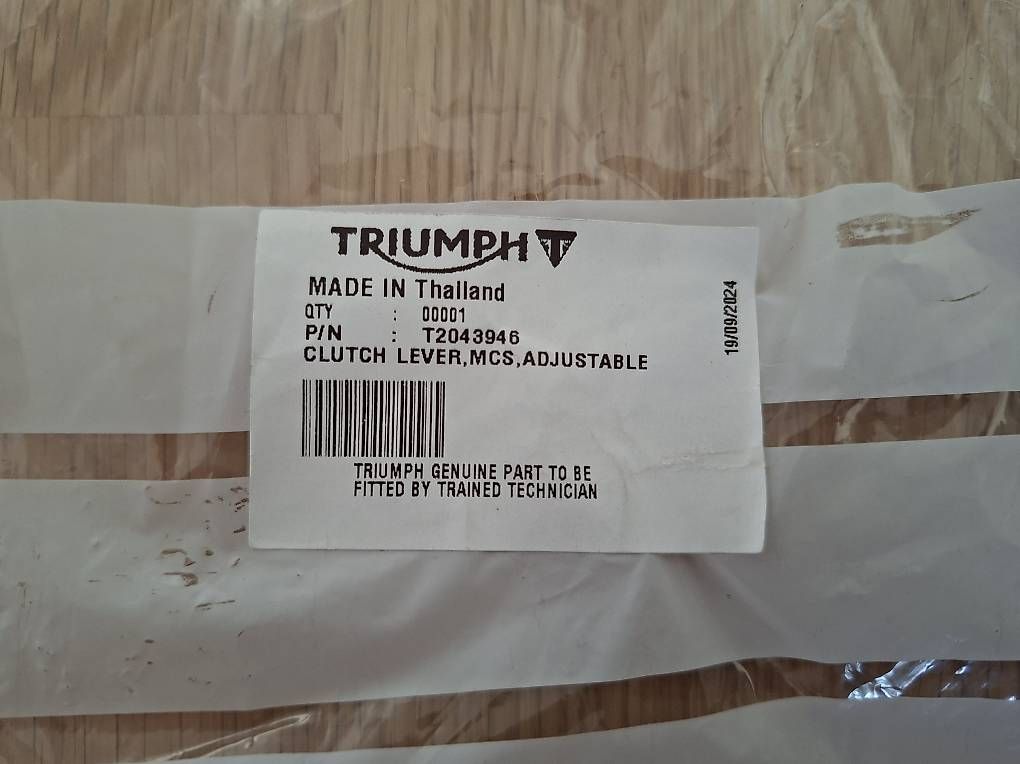 TRIUMPH
MADE IN Thailand
QTY : 00001
P/N : T2043946
CLUTCH LEVER,MCS,ADJUSTABLE
TRIUMPH GENUINE PART TO BE
FITTED BY TRAINED TECHNICIAN
19/09/2024